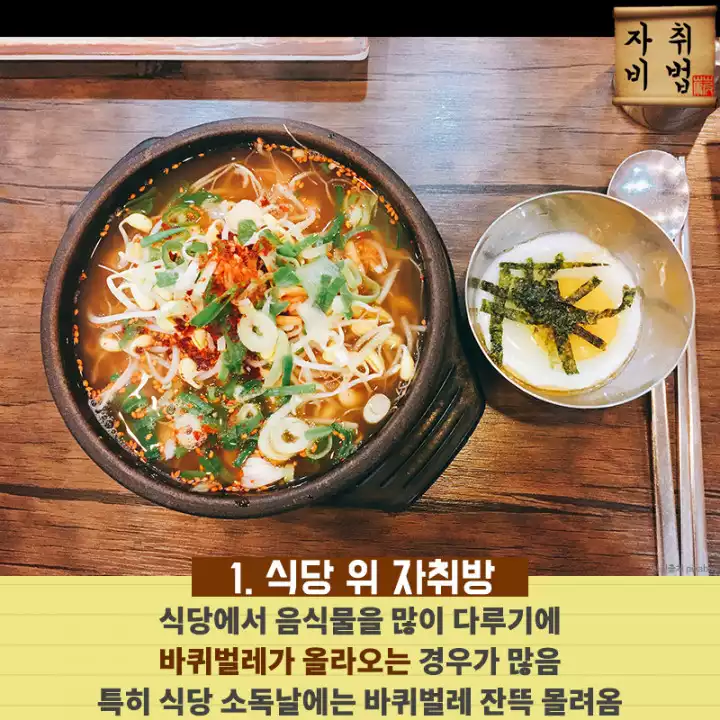 자취
비법
1. 식당 위 자취방
식당에서 음식물을 많이 다루기에
바퀴벌레가 올라오는 경우가 많음
특히 식당 소독날에는 바퀴벌레 잔뜩 몰려옴